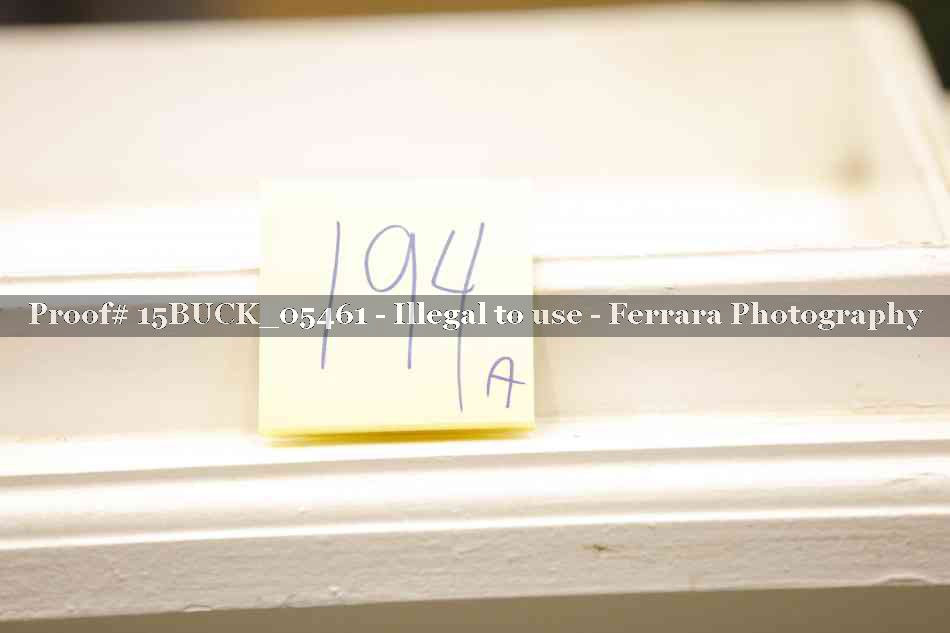 194
Proof# 15BUCK_05461 - Illegal to use - Ferrara Photography
A